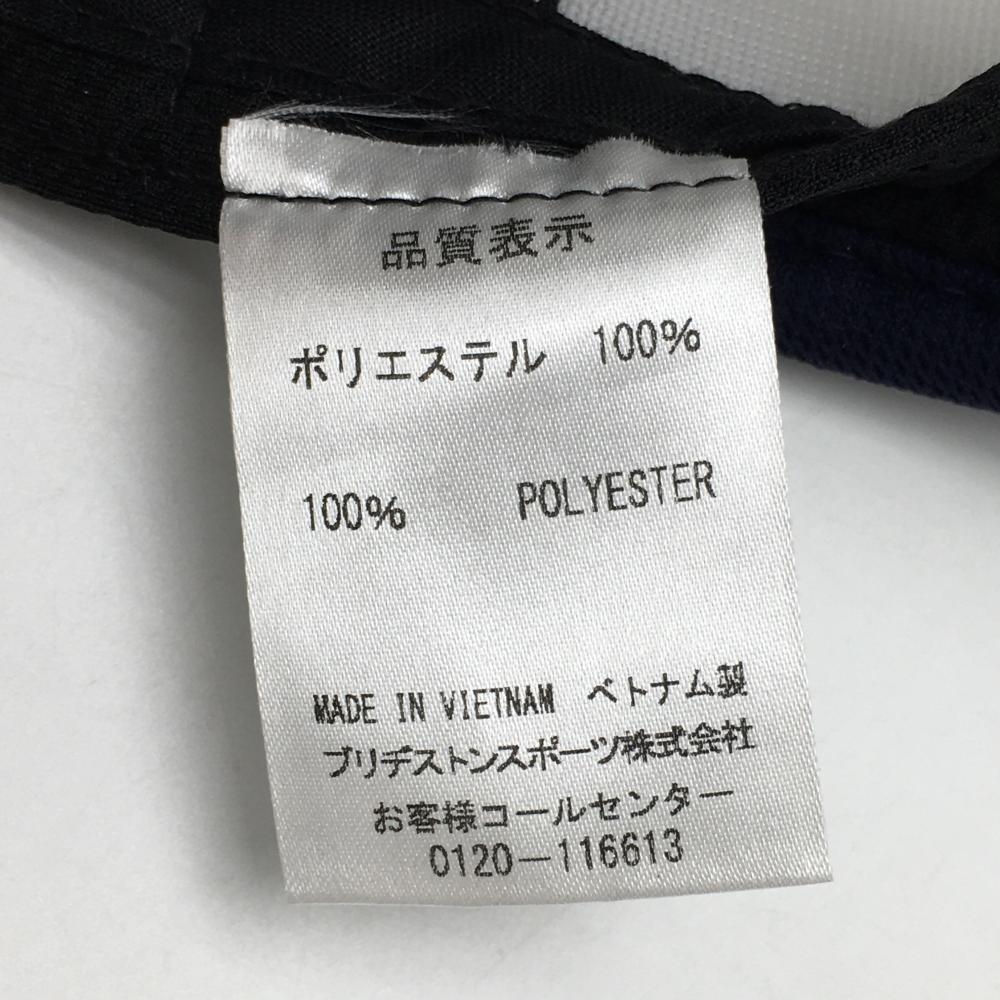 品質表示
ポリエステル 100%
100% POLYESTER
MADE IN VIETNAM ベトナム製
ブリヂストンスポーツ株式会社
お客様コールセンター
0120-116613